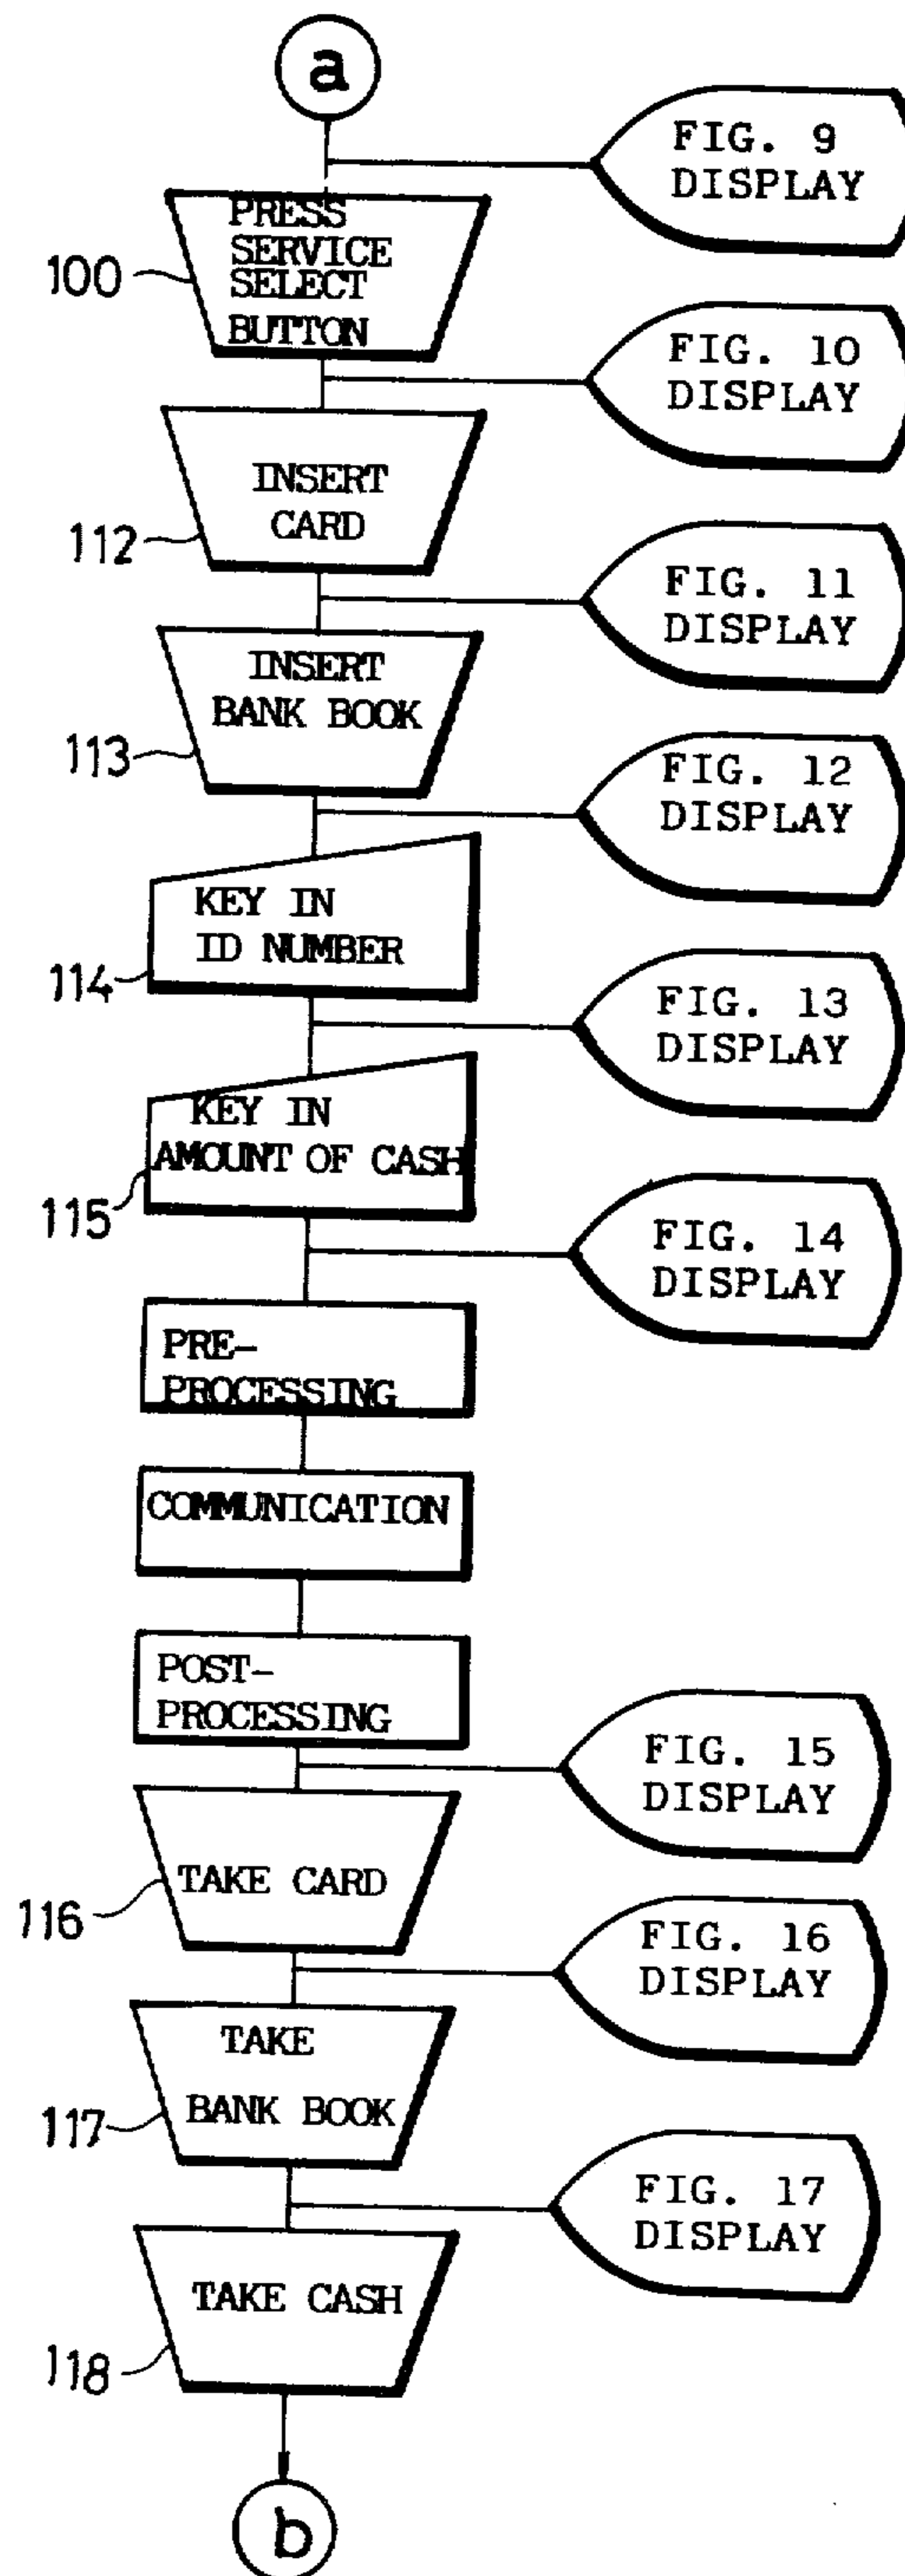 a
FIG. 9
DISPLAY
PRESS
SERVICE
SELECT
BUTTON
100
FIG. 10
DISPLAY
INSERT
CARD
112
FIG. 11
DISPLAY
INSERT
BANK BOOK
113
FIG. 12
DISPLAY
KEY IN
ID NUMBER
114
FIG. 13
DISPLAY
KEY IN
AMOUNT OF CASH
115
FIG. 14
DISPLAY
PRE-
PROCESSING
COMMUNICATION
POST-
PROCESSING
FIG. 15
DISPLAY
TAKE CARD
116
FIG. 16
DISPLAY
TAKE
BANK BOOK
117
FIG. 17
DISPLAY
TAKE CASH
118
b